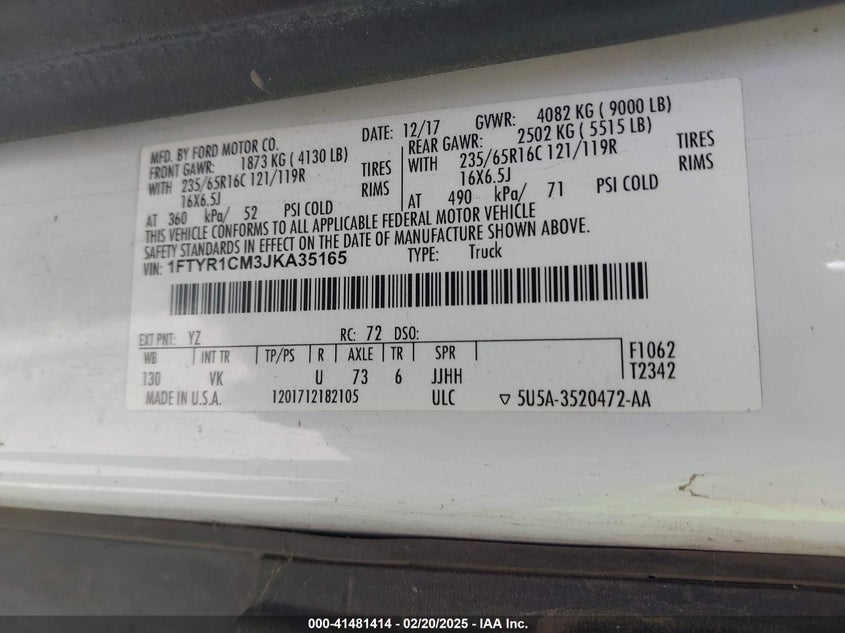 MFD. BY FORD MOTOR CO. DATE: 12/17 GVWR: 4082 KG ( 9000 LB)
FRONT GAWR: 1873 KG ( 4130 LB) REAR GAWR: 2502 KG ( 5515 LB)
WITH 235/65R16C 121/119R TIRES WITH 235/65R16C 121/119R TIRES
16X6.5J RIMS 16X6.5J RIMS
AT 360 kPa/ 52 PSI COLD AT 490 kPa/ 71 PSI COLD
THIS VEHICLE CONFORMS TO ALL APPLICABLE FEDERAL MOTOR VEHICLE
SAFETY STANDARDS IN EFFECT ON THE DATE OF MANUFACTURE SHOWN ABOVE.
VIN: 1FTYR1CM3JKA35165 TYPE: Truck
EXT PNT: YZ RC: 72 DSO:
WB INT TR TP/PS R AXLE TR SPR F1062
130 VK U 73 6 JJHH T2342
MADE IN U.S.A. 1201712182105 ULC ▽ 5U5A-3520472-AA
000-41481414 / 02/20/2025 - IAA Inc.